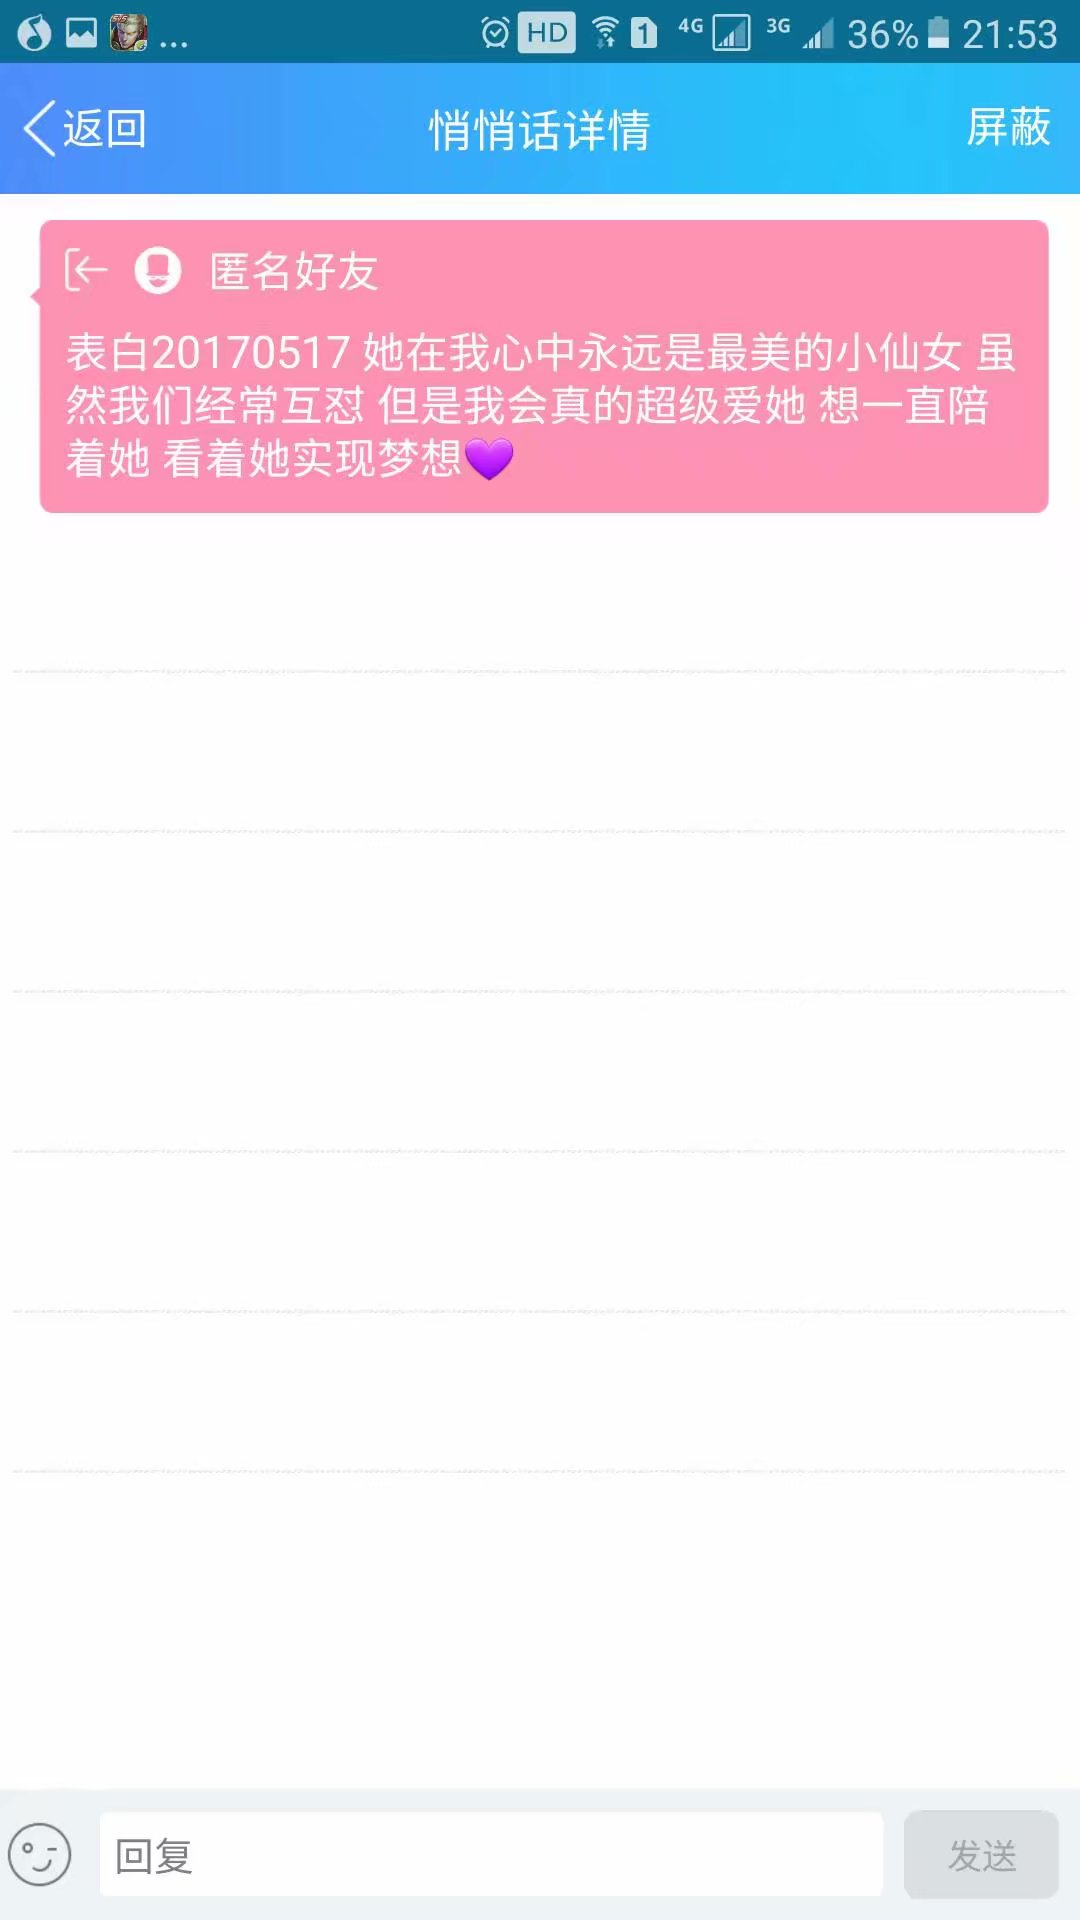 ... HD 1 4G 3G 36% 21:53
返回 悄悄话详情 屏蔽
匿名好友
表白20170517 她在我心中永远是最美的小仙女 虽
然我们经常互怼 但是我会真的超级爱她 想一直陪
着她 看着她实现梦想💜
回复 发送